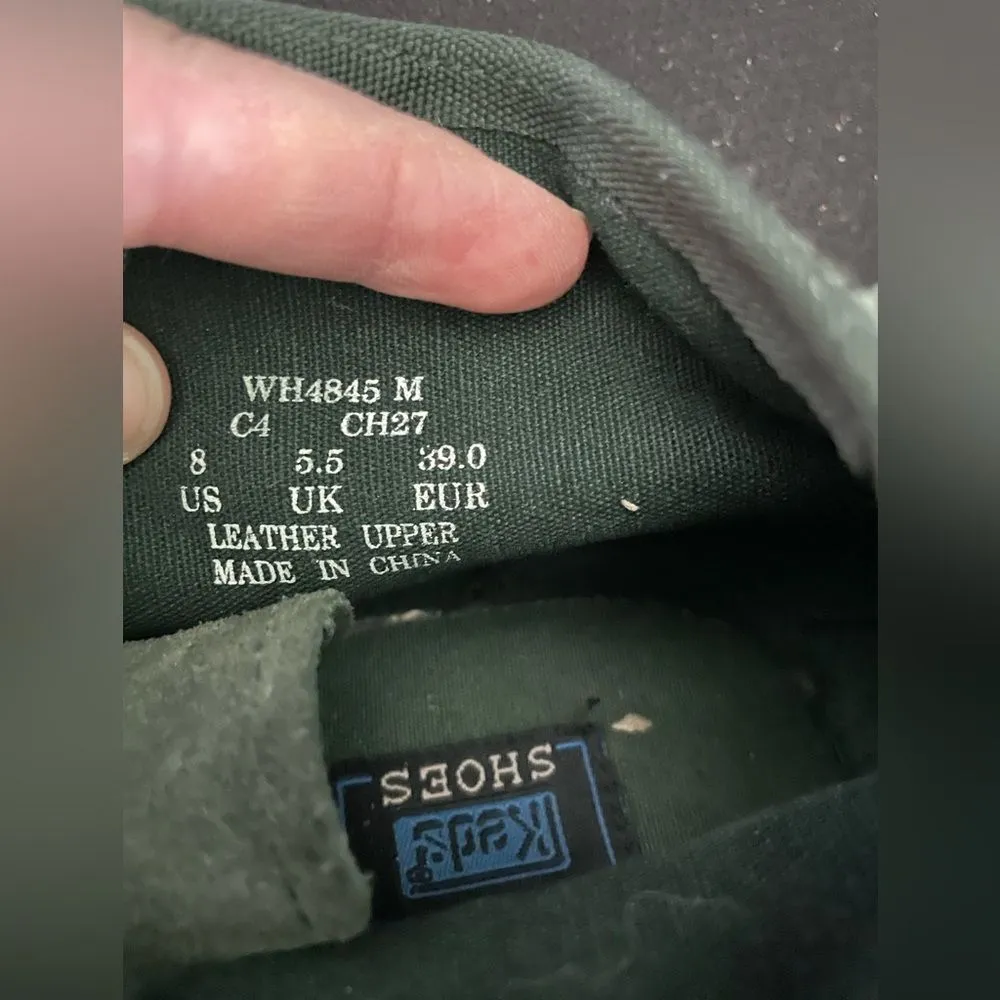 WH4845 M
C4 CH27
8 5.5 39.0
US UK EUR
LEATHER UPPER
MADE IN CHINA
SHOES
Keds